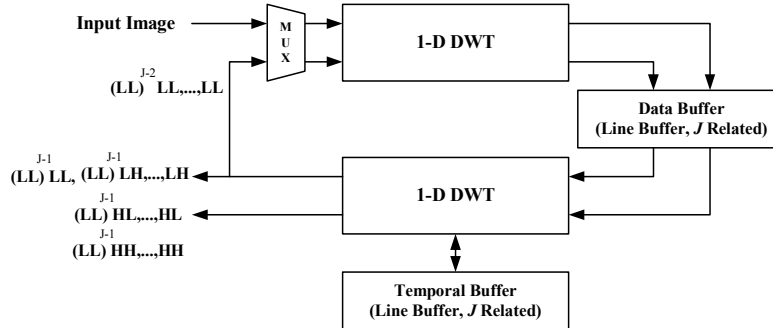 Input Image
M
U
X
1-D DWT
J-2
(LL) LL,...,LL
Data Buffer
(Line Buffer, J Related)
J-1 J-1
(LL) LL, (LL) LH,...,LH
1-D DWT
J-1
(LL) HL,...,HL
J-1
(LL) HH,...,HH
Temporal Buffer
(Line Buffer, J Related)